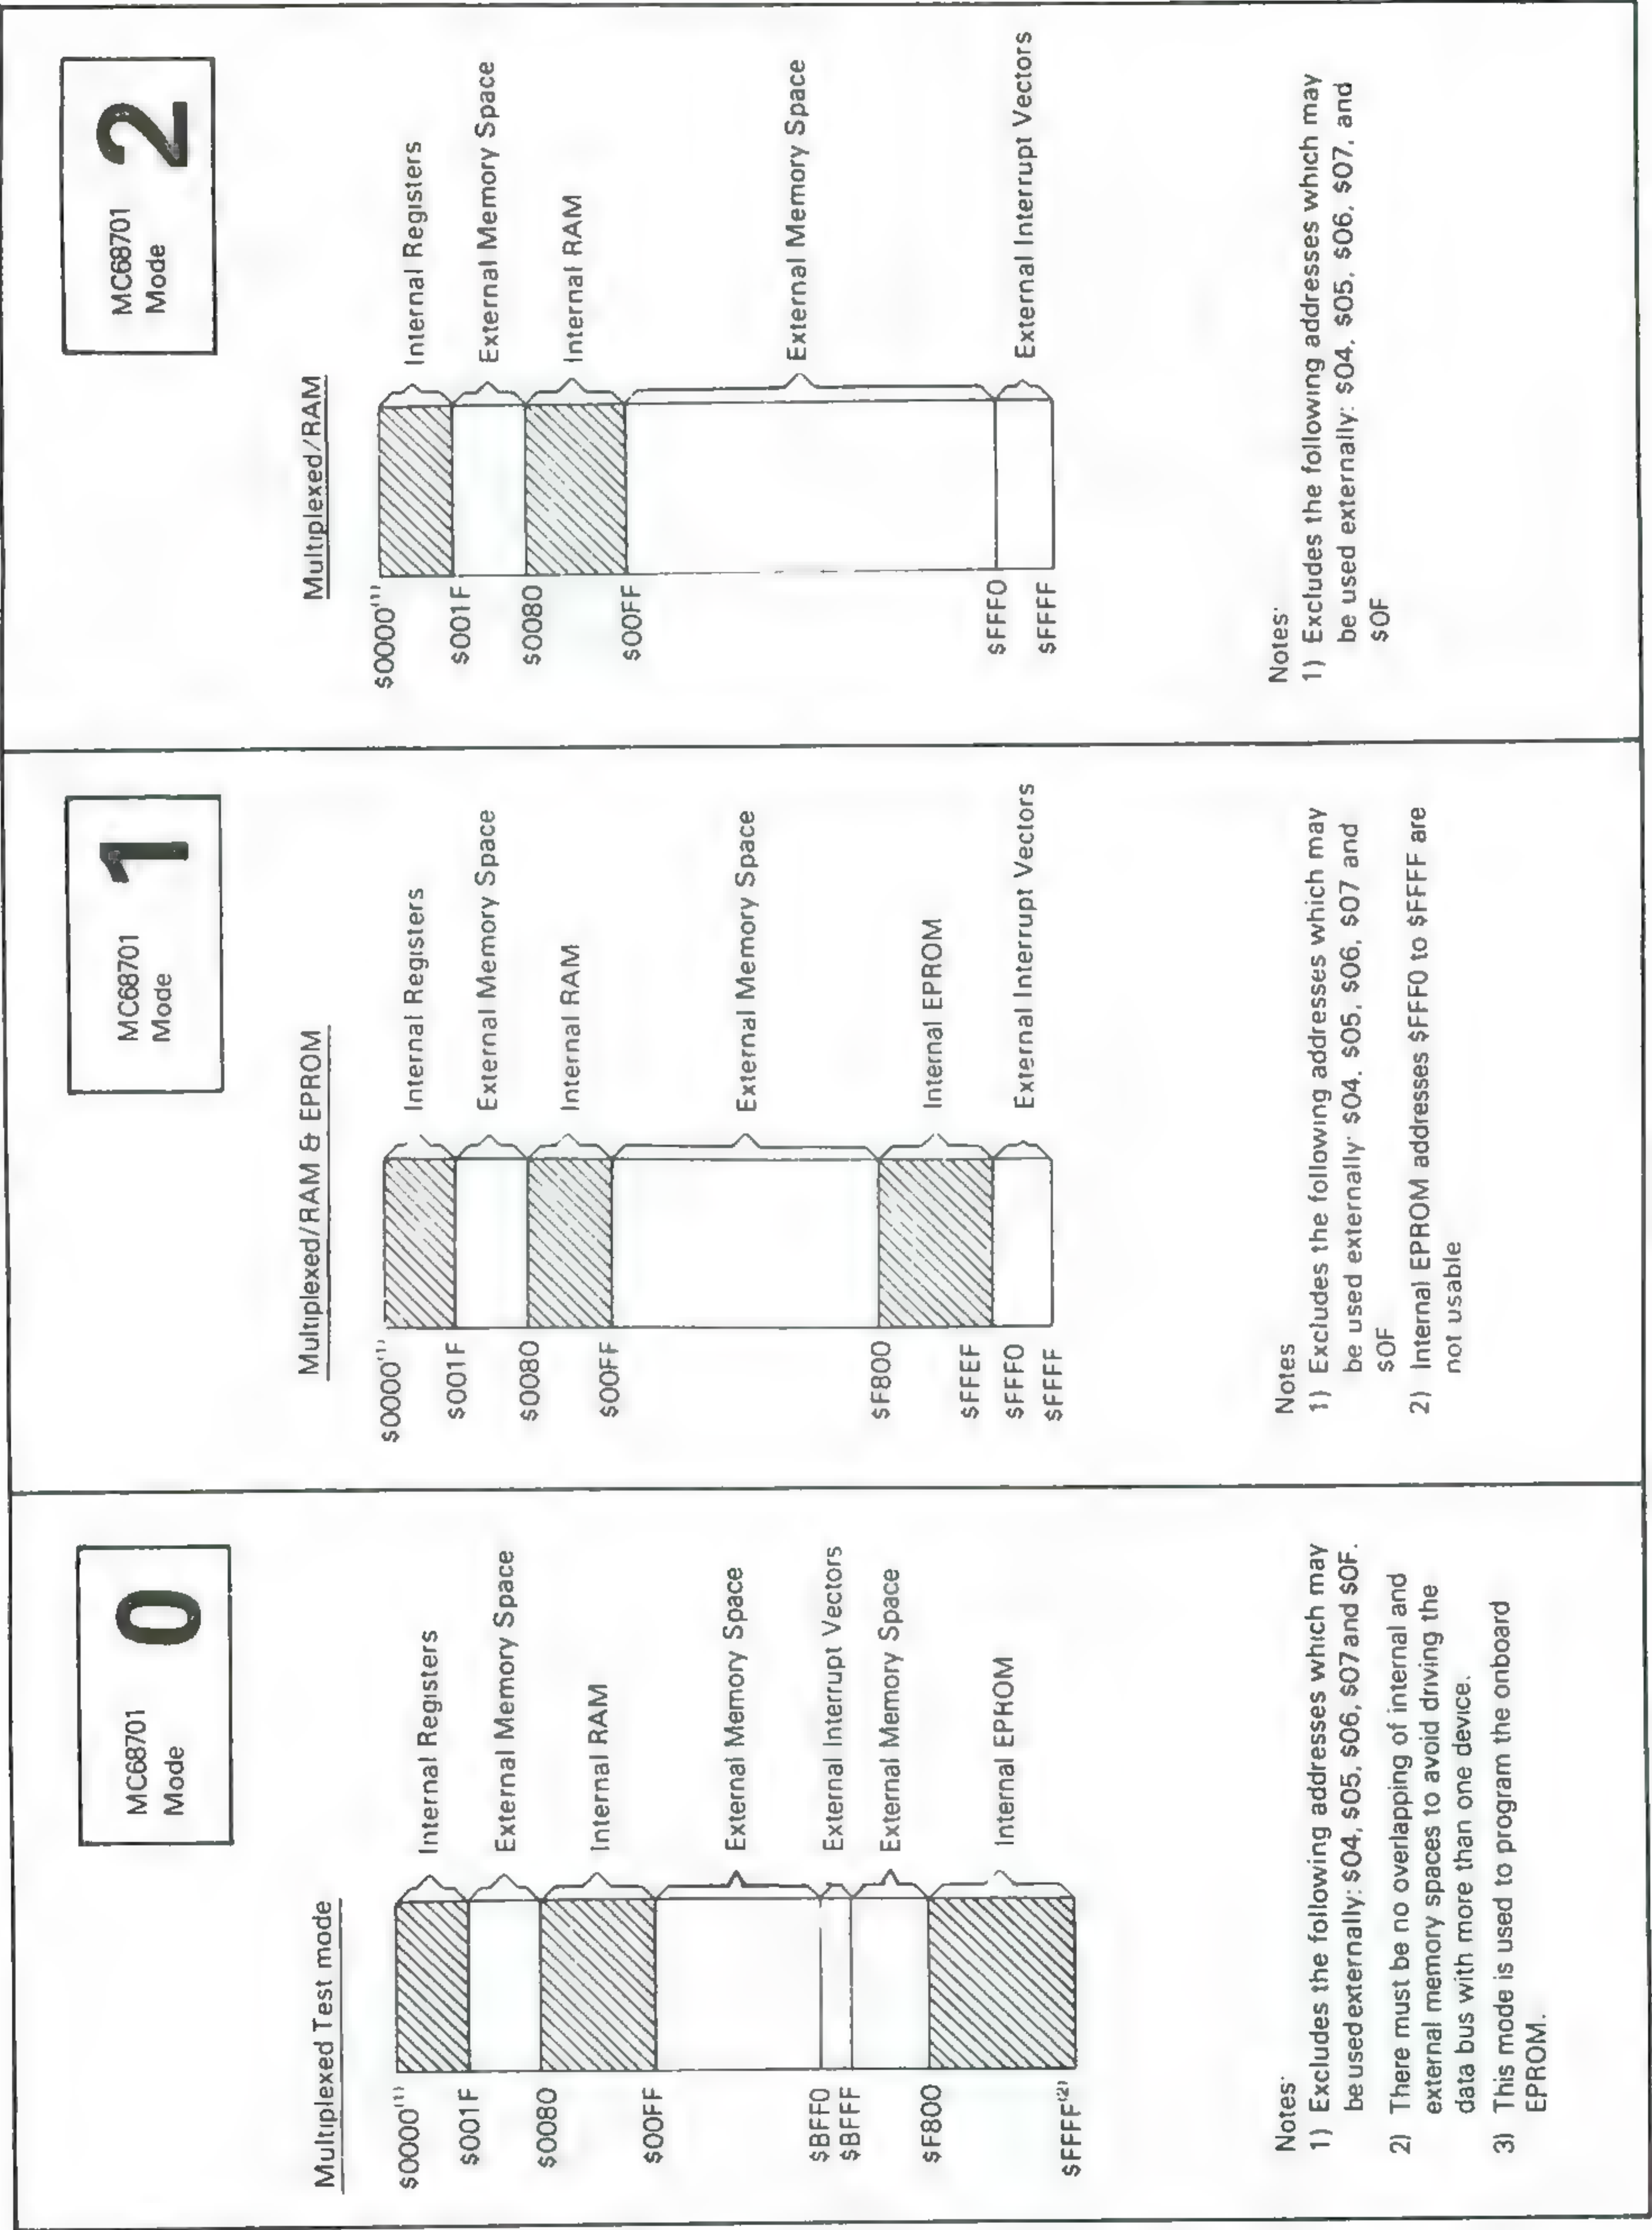 MC68701
Mode
0
Multiplexed Test mode
$0000(1)
$001F
$0080
$00FF
$BFF0
$BFFF
$F800
$FFFF(2)
Internal Registers
External Memory Space
Internal RAM
External Memory Space
External Interrupt Vectors
External Memory Space
Internal EPROM
Notes:
1) Excludes the following addresses which may
be used externally: $04, $05, $06, $07 and $0F.
2) There must be no overlapping of internal and
external memory spaces to avoid driving the
data bus with more than one device.
3) This mode is used to program the onboard
EPROM.
MC68701
Mode
1
Multiplexed/RAM & EPROM
$0000(1)
$001F
$0080
$00FF
$F800
$FFEF
$FFF0
$FFFF
Internal Registers
External Memory Space
Internal RAM
External Memory Space
Internal EPROM
External Interrupt Vectors
Notes
1) Excludes the following addresses which may
be used externally: $04, $05, $06, $07 and
$0F
2) Internal EPROM addresses $FFF0 to $FFFF are
not usable
MC68701
Mode
2
Multiplexed/RAM
$0000(1)
$001F
$0080
$00FF
$FFF0
$FFFF
Internal Registers
External Memory Space
Internal RAM
External Memory Space
External Interrupt Vectors
Notes:
1) Excludes the following addresses which may
be used externally: $04, $05, $06, $07, and
$0F